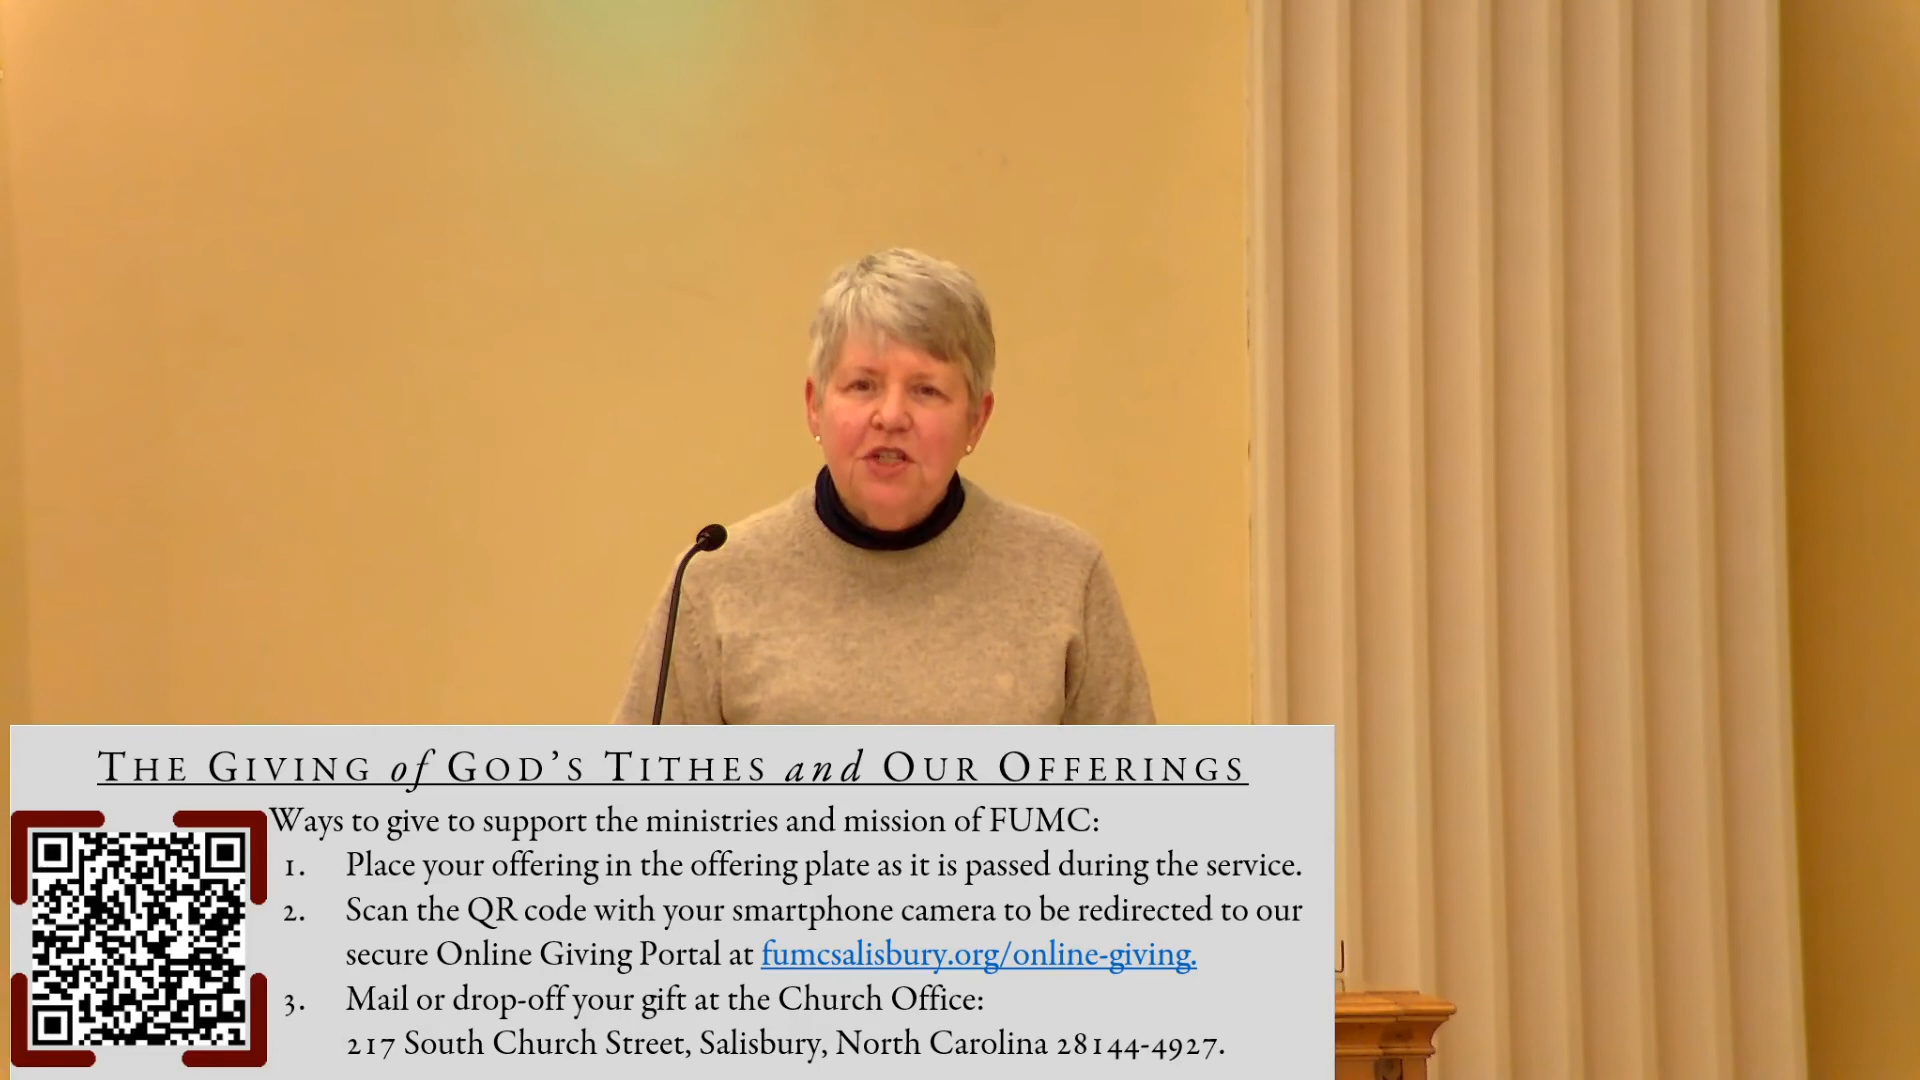 THE GIVING of GOD'S TITHES and OUR OFFERINGS
Ways to give to support the ministries and mission of FUMC:
1. Place your offering in the offering plate as it is passed during the service.
2. Scan the QR code with your smartphone camera to be redirected to our
secure Online Giving Portal at fumcsalisbury.org/online-giving.
3. Mail or drop-off your gift at the Church Office:
217 South Church Street, Salisbury, North Carolina 28144-4927.